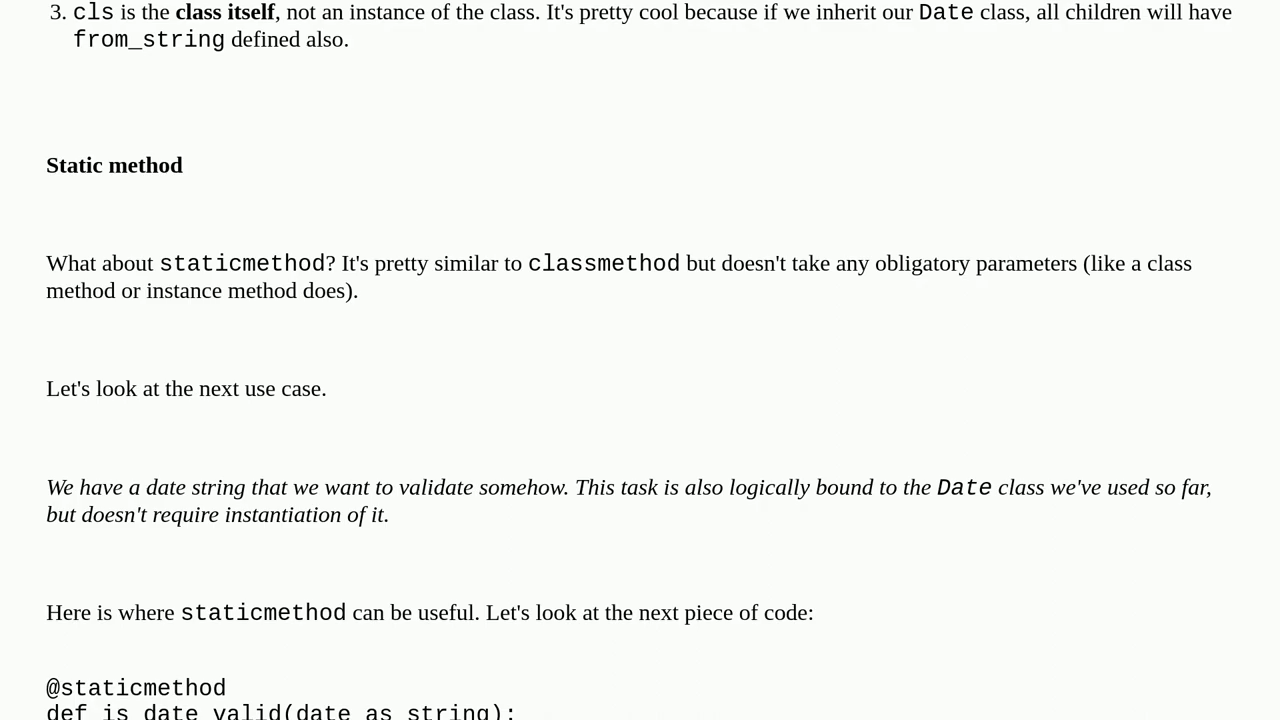 3. cls is the class itself, not an instance of the class. It's pretty cool because if we inherit our Date class, all children will have
from_string defined also.
Static method
What about staticmethod? It's pretty similar to classmethod but doesn't take any obligatory parameters (like a class
method or instance method does).
Let's look at the next use case.
We have a date string that we want to validate somehow. This task is also logically bound to the Date class we've used so far,
but doesn't require instantiation of it.
Here is where staticmethod can be useful. Let's look at the next piece of code:
@staticmethod
def is_date_valid(date_as_string):